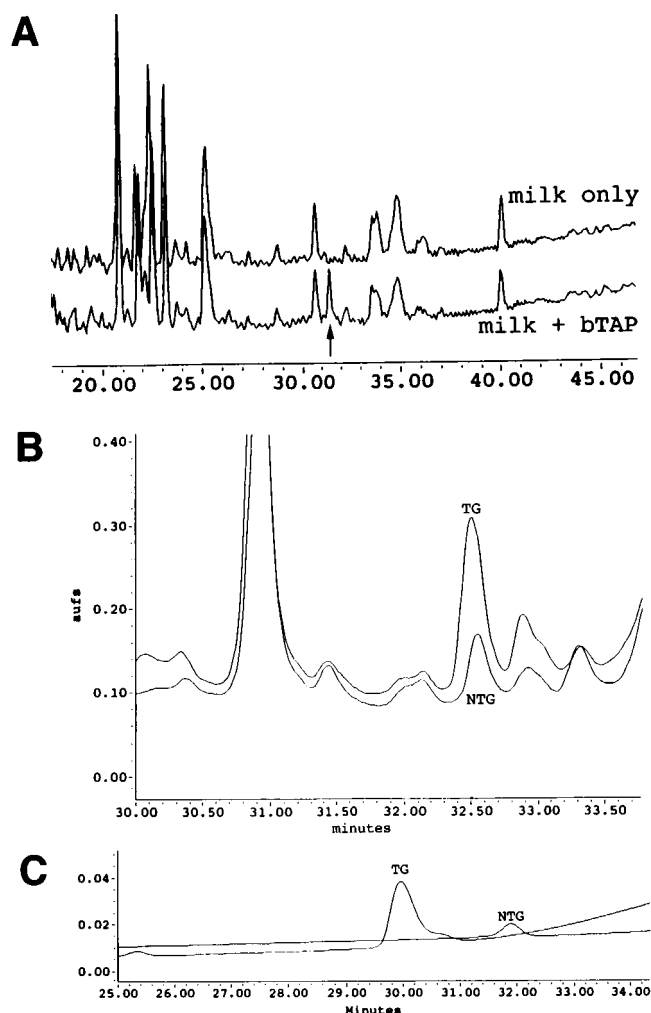 A
milk only
milk + bTAP
20.00 25.00 30.00 35.00 40.00 45.00
B
0.40
0.30
0.20
0.10
0.00
aufs
TG
NTG
30.00 30.50 31.00 31.50 32.00 32.50 33.00 33.50
minutes
C
0.04
0.02
0.00
TG
NTG
25.00 26.00 27.00 28.00 29.00 30.00 31.00 32.00 33.00 34.00
Minutes